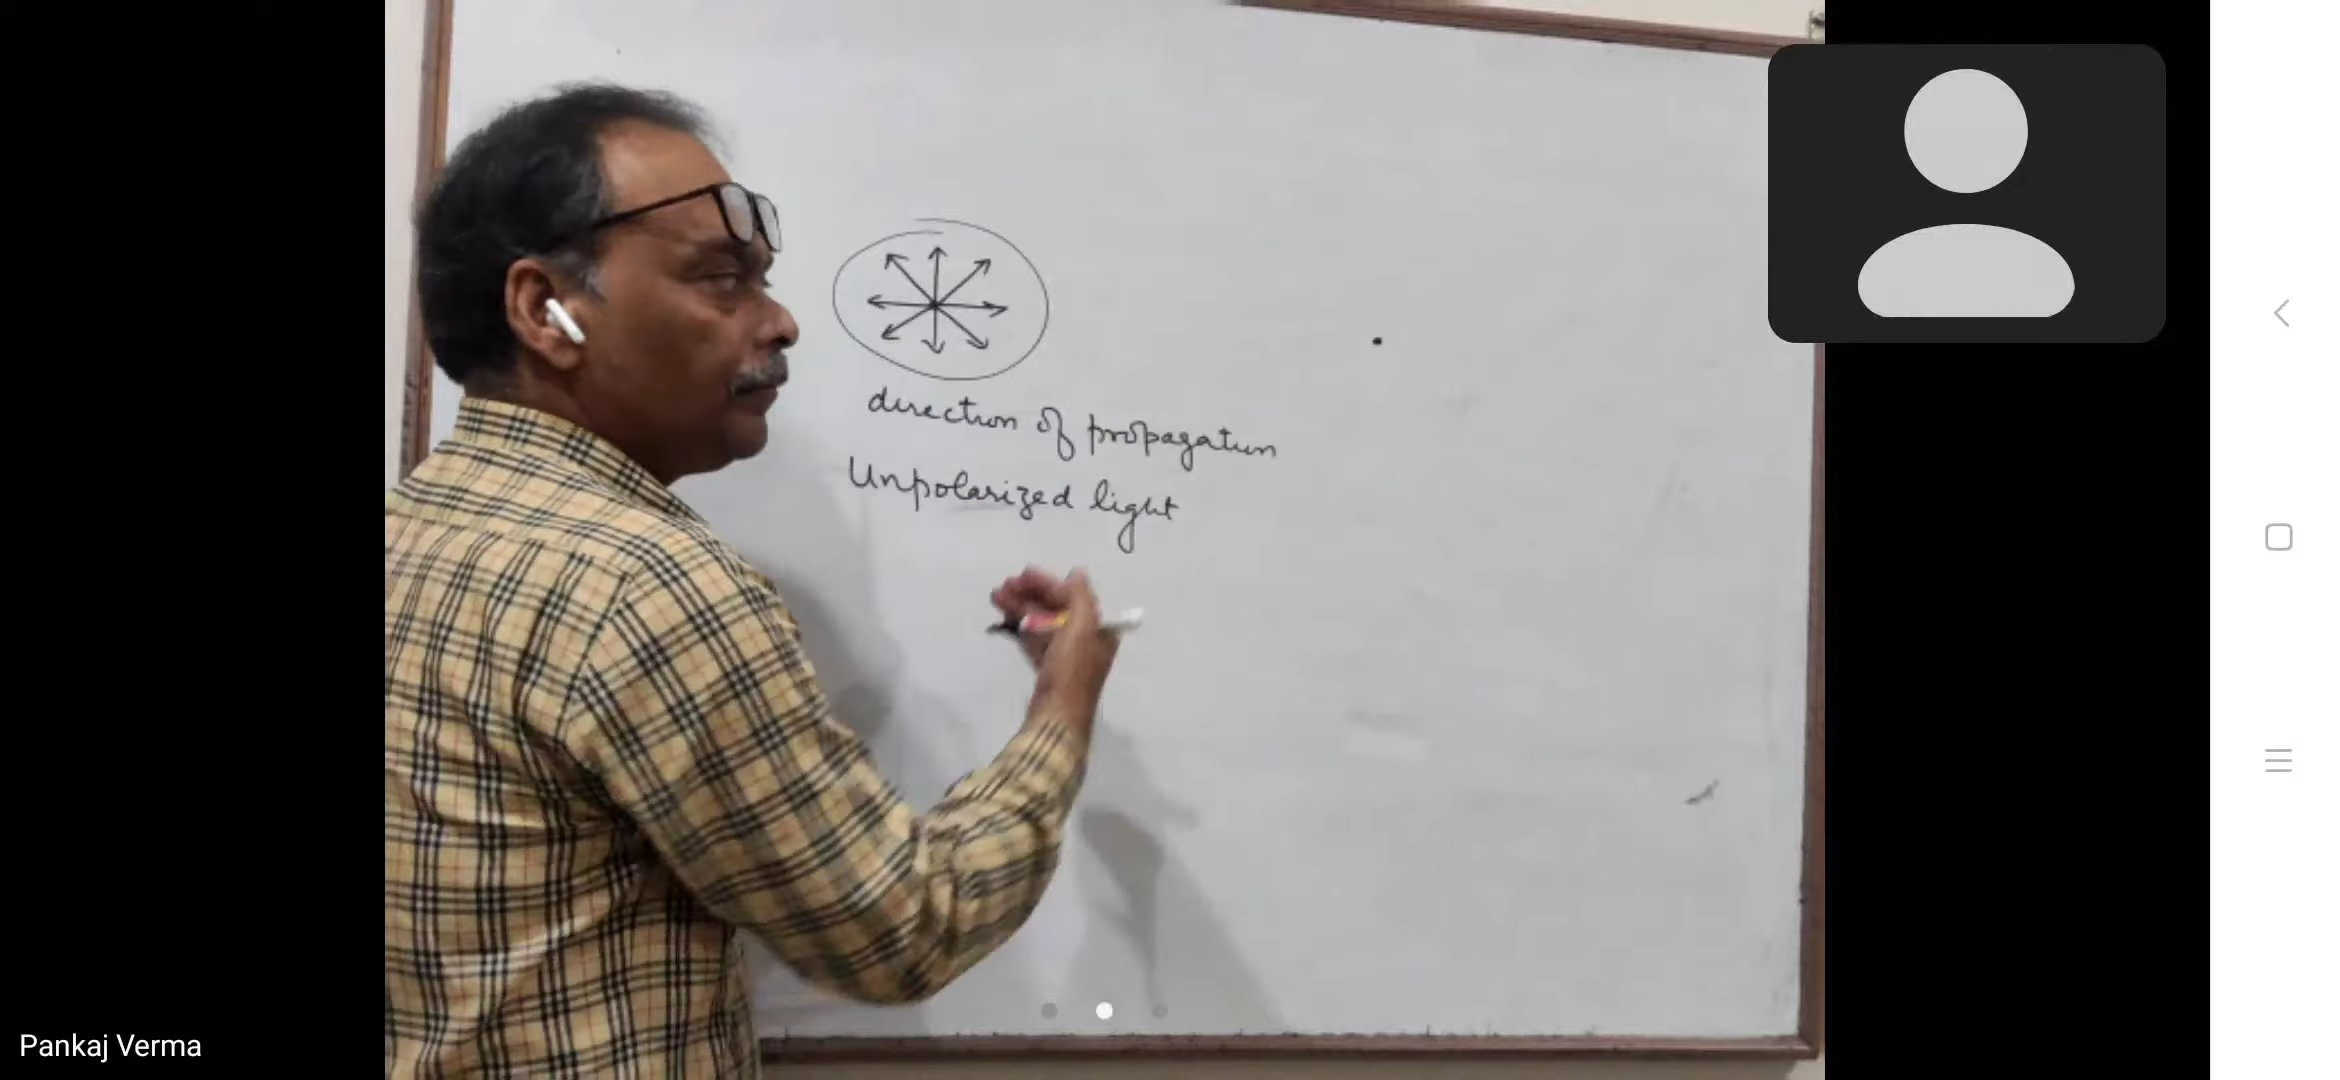 direction of propagation
Unpolarized light
Pankaj Verma